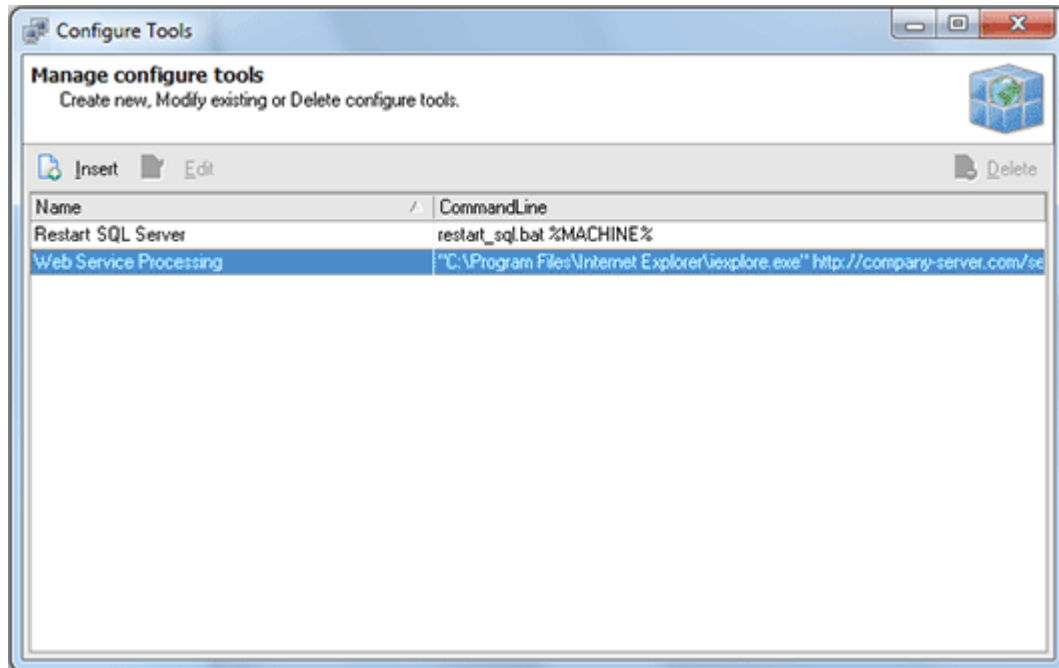 Configure Tools
Manage configure tools
Create new, Modify existing or Delete configure tools.
Insert Edit Delete
Name CommandLine
Restart SQL Server restart_sql.bat %MACHINE%
Web Service Processing "C:\Program Files\Internet Explorer\iexplore.exe" http://company-server.com/se